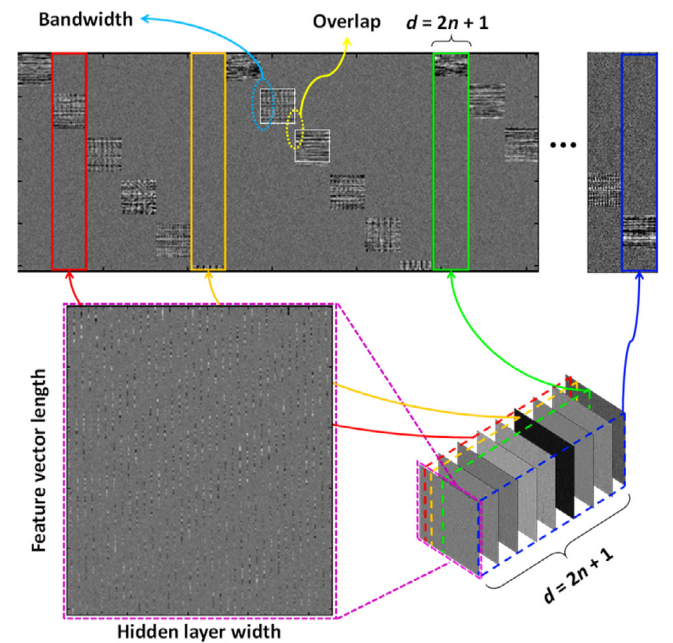 Bandwidth
Overlap
d = 2n + 1
•••
Feature vector length
Hidden layer width
d = 2n + 1